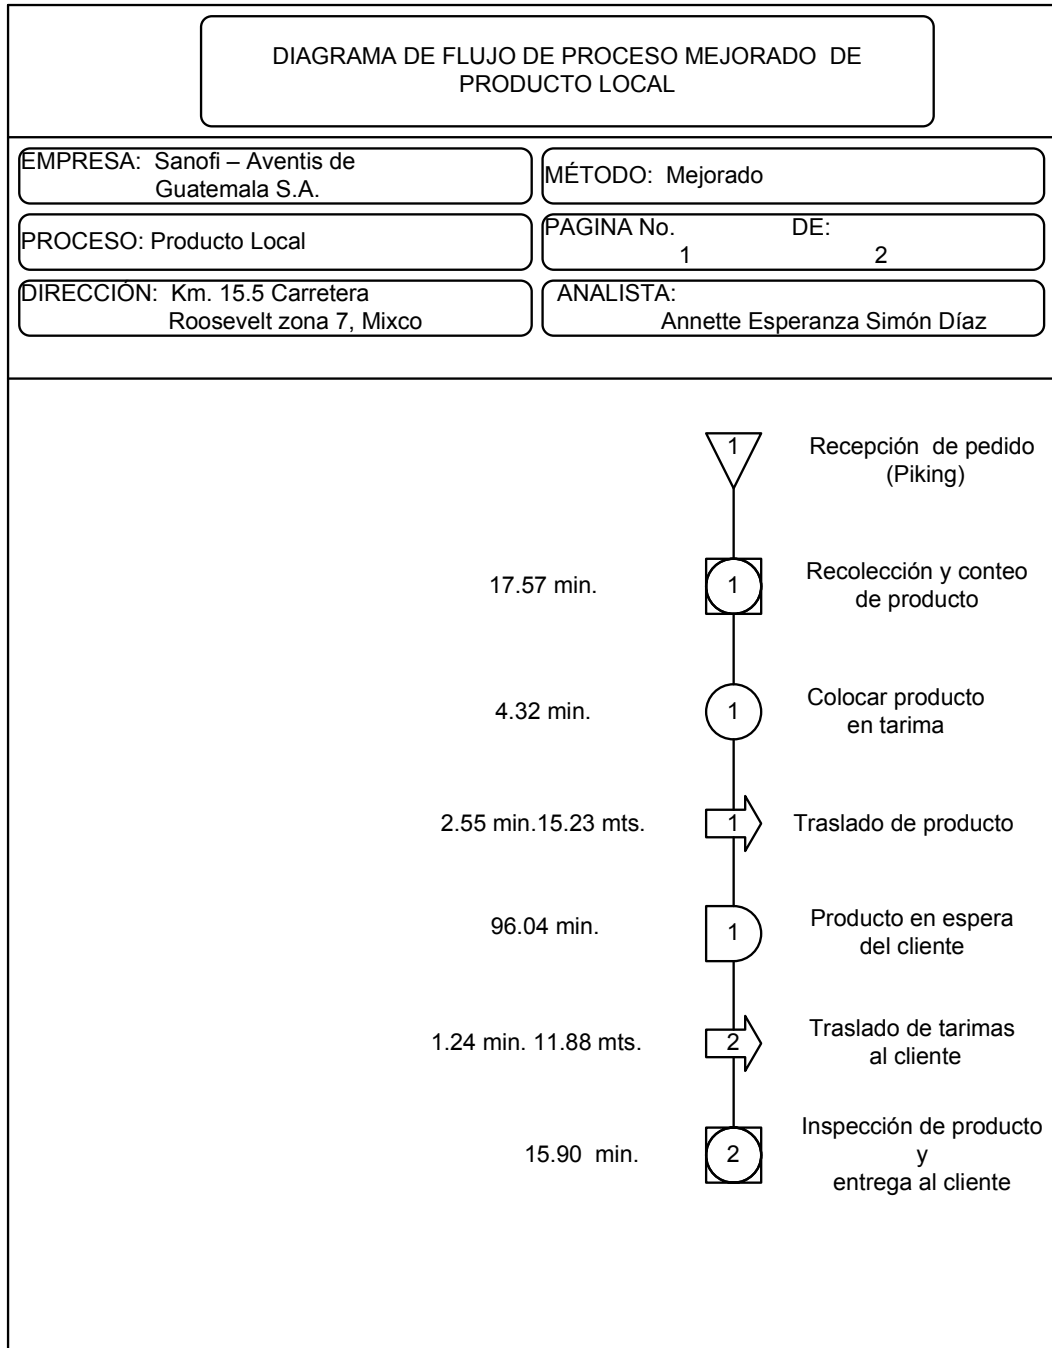 DIAGRAMA DE FLUJO DE PROCESO MEJORADO DE
PRODUCTO LOCAL
EMPRESA: Sanofi – Aventis de
Guatemala S.A.
MÉTODO: Mejorado
PROCESO: Producto Local
PAGINA No. DE:
1 2
DIRECCIÓN: Km. 15.5 Carretera
Roosevelt zona 7, Mixco
ANALISTA:
Annette Esperanza Simón Díaz
1
Recepción de pedido
(Piking)
17.57 min.
1
Recolección y conteo
de producto
4.32 min.
1
Colocar producto
en tarima
2.55 min.15.23 mts.
1
Traslado de producto
96.04 min.
1
Producto en espera
del cliente
1.24 min. 11.88 mts.
2
Traslado de tarimas
al cliente
15.90 min.
2
Inspección de producto
y
entrega al cliente